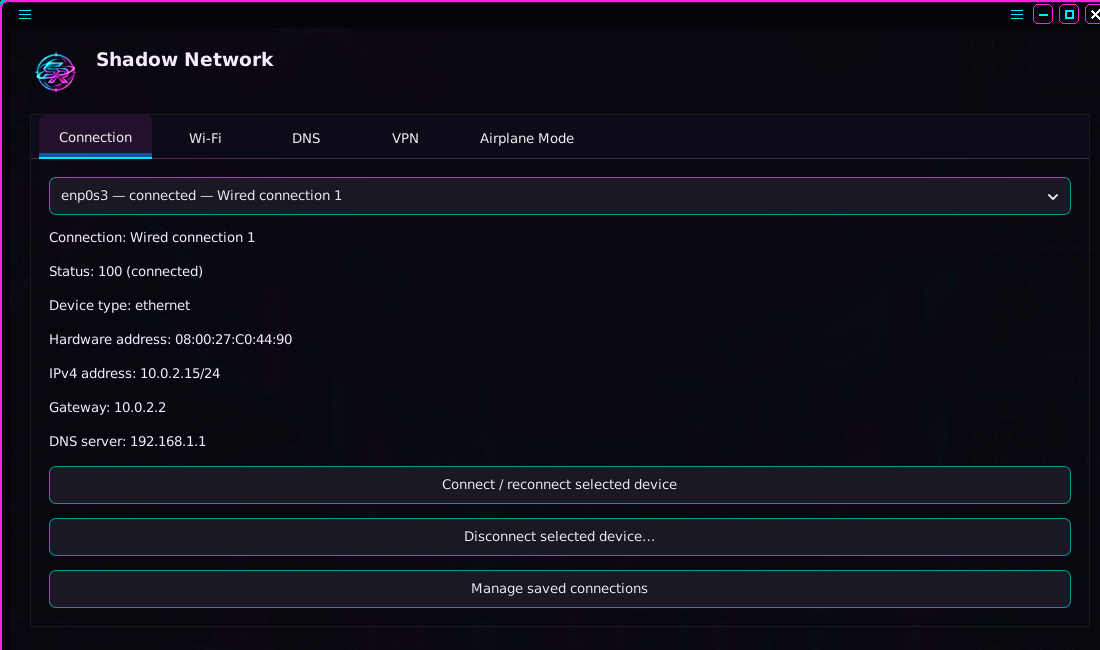 Shadow Network
Connection
Wi-Fi
DNS
VPN
Airplane Mode
enp0s3 — connected — Wired connection 1
Connection: Wired connection 1
Status: 100 (connected)
Device type: ethernet
Hardware address: 08:00:27:C0:44:90
IPv4 address: 10.0.2.15/24
Gateway: 10.0.2.2
DNS server: 192.168.1.1
Connect / reconnect selected device
Disconnect selected device...
Manage saved connections